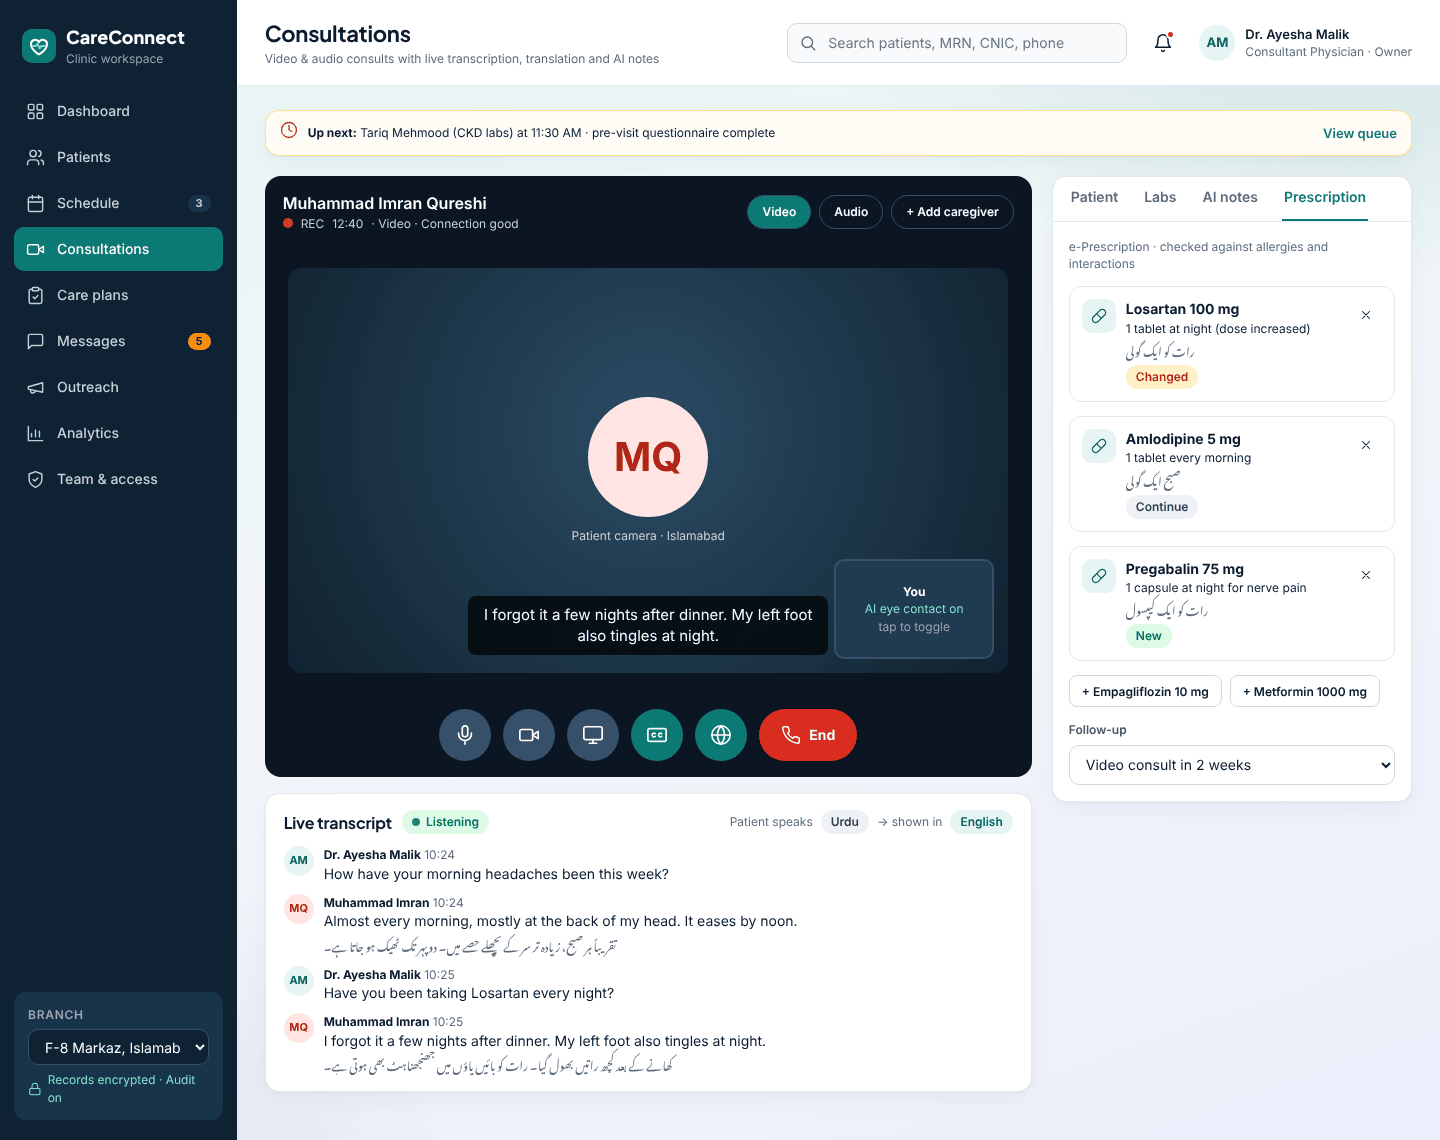 CareConnect
Clinic workspace
Dashboard
Patients
Schedule 3
Consultations
Care plans
Messages 5
Outreach
Analytics
Team & access
BRANCH
F-8 Markaz, Islamab
Records encrypted · Audit
on
Consultations
Video & audio consults with live transcription, translation and AI notes
Search patients, MRN, CNIC, phone
AM
Dr. Ayesha Malik
Consultant Physician · Owner
Up next: Tariq Mehmood (CKD labs) at 11:30 AM · pre-visit questionnaire complete
View queue
Muhammad Imran Qureshi
REC 12:40 · Video · Connection good
Video
Audio
+ Add caregiver
MQ
Patient camera · Islamabad
I forgot it a few nights after dinner. My left foot
also tingles at night.
You
AI eye contact on
tap to toggle
CC
End
Live transcript
Listening
Patient speaks Urdu → shown in English
AM
Dr. Ayesha Malik 10:24
How have your morning headaches been this week?
MQ
Muhammad Imran 10:24
Almost every morning, mostly at the back of my head. It eases by noon.
تقریباً ہر صبح، زیادہ تر سر کے پچھلے حصے میں۔ دوپہر تک ٹھیک ہو جاتا ہے۔
AM
Dr. Ayesha Malik 10:25
Have you been taking Losartan every night?
MQ
Muhammad Imran 10:25
I forgot it a few nights after dinner. My left foot also tingles at night.
کھانے کے بعد کچھ راتیں بھول گیا۔ رات کو بائیں پاؤں میں جھنجھناہٹ بھی ہوتی ہے۔
Patient
Labs
AI notes
Prescription
e-Prescription · checked against allergies and
interactions
Losartan 100 mg
1 tablet at night (dose increased)
رات کو ایک گولی
Changed
Amlodipine 5 mg
1 tablet every morning
صبح ایک گولی
Continue
Pregabalin 75 mg
1 capsule at night for nerve pain
رات کو ایک کیپسول
New
+ Empagliflozin 10 mg
+ Metformin 1000 mg
Follow-up
Video consult in 2 weeks